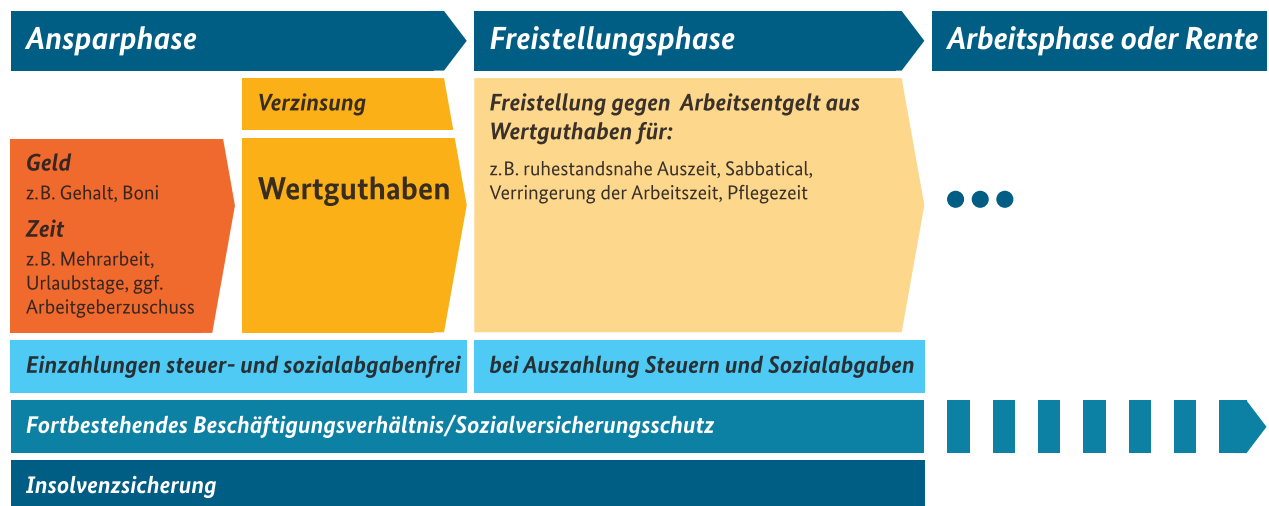 Ansparphase
Freistellungsphase
Arbeitsphase oder Rente
Verzinsung
Geld
z.B. Gehalt, Boni
Zeit
z.B. Mehrarbeit,
Urlaubstage, ggf.
Arbeitgeberzuschuss
Wertguthaben
Freistellung gegen Arbeitsentgelt aus
Wertguthaben für:
z.B. ruhestandsnahe Auszeit, Sabbatical,
Verringerung der Arbeitszeit, Pflegezeit
Einzahlungen steuer- und sozialabgabenfrei
bei Auszahlung Steuern und Sozialabgaben
Fortbestehendes Beschäftigungsverhältnis/Sozialversicherungsschutz
Insolvenzsicherung